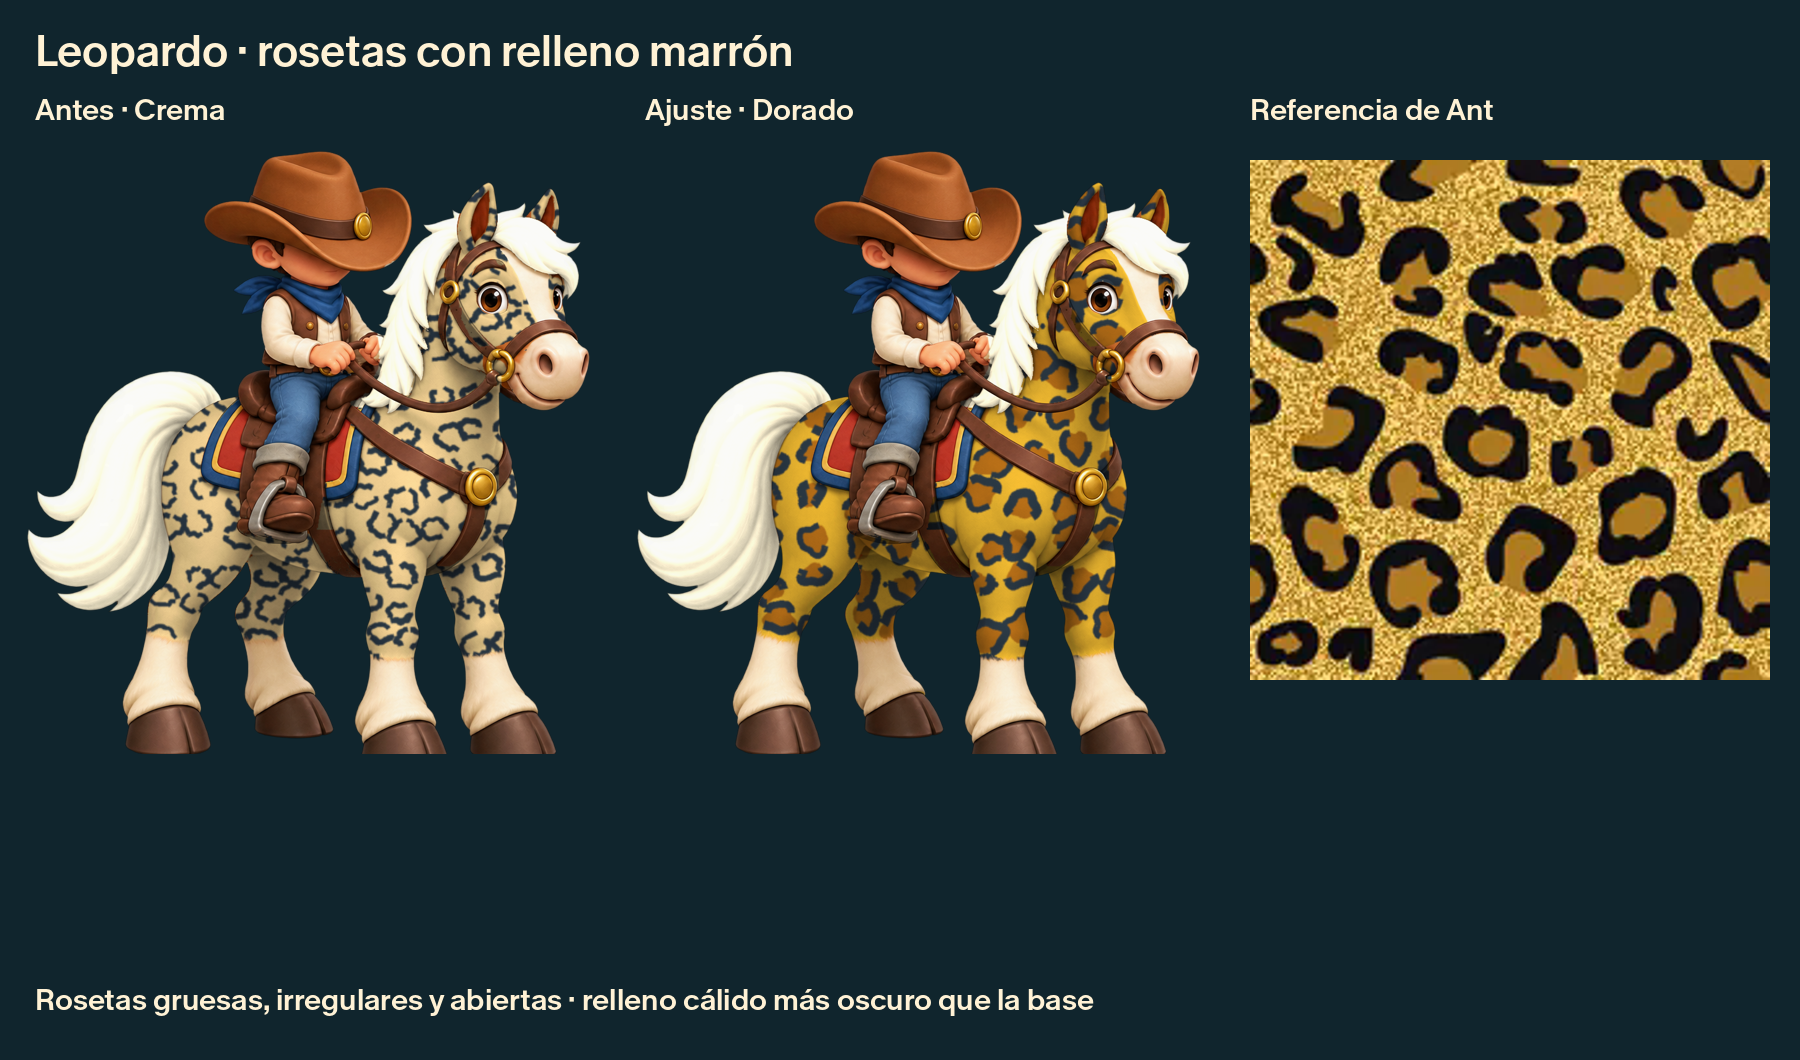 Leopardo · rosetas con relleno marrón
Antes · Crema
Ajuste · Dorado
Referencia de Ant
Rosetas gruesas, irregulares y abiertas · relleno cálido más oscuro que la base